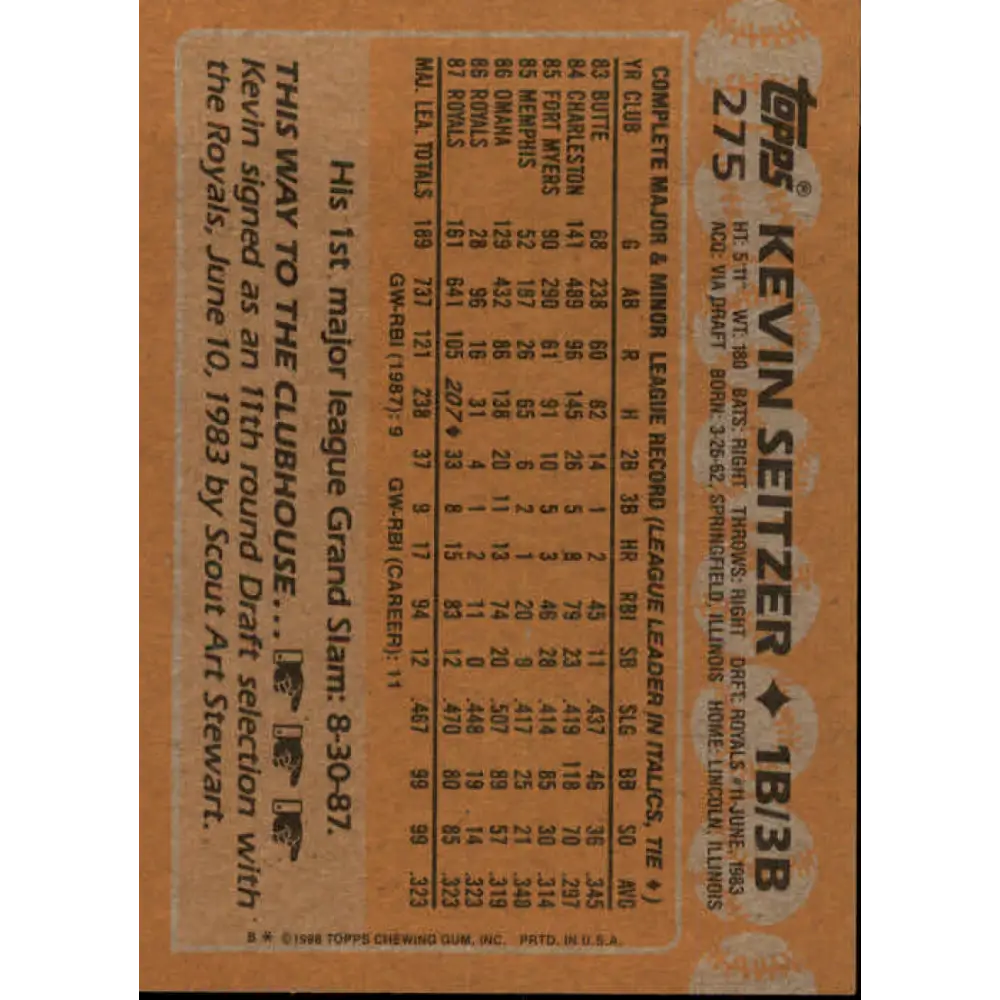 Topps®
275
KEVIN SEITZER ♦ 1B/3B
HT: 5'11" WT: 180 BATS: RIGHT THROWS: RIGHT DRFT: ROYALS #11-JUNE, 1983
ACQ: VIA DRAFT BORN: 3-26-62, SPRINGFIELD, ILLINOIS HOME: LINCOLN, ILLINOIS
COMPLETE MAJOR & MINOR LEAGUE RECORD (LEAGUE LEADER IN ITALICS, TIE ♦)
YR CLUB G AB R H 2B 3B HR RBI SB SLG BB SO AVG
83 BUTTE 68 238 60 82 14 1 2 45 11 .437 46 36 .345
84 CHARLESTON 141 489 96 145 26 5 8 79 23 .419 118 70 .297
85 FORT MYERS 90 290 61 91 10 5 3 46 28 .414 85 30 .314
85 MEMPHIS 52 187 26 65 6 2 1 20 9 .417 25 21 .348
86 OMAHA 129 432 86 138 20 11 13 74 20 .507 89 57 .319
86 ROYALS 28 96 16 31 4 1 2 11 0 .448 19 14 .323
87 ROYALS 161 641 105 207♦ 33 8 15 83 12 .470 80 85 .323
MAJ. LEA. TOTALS 189 737 121 238 37 9 17 94 12 .467 99 99 .323
GW-RBI (1987): 9 GW-RBI (CAREER): 11
His 1st major league Grand Slam: 8-30-87.
THIS WAY TO THE CLUBHOUSE...
Kevin signed as an 11th round Draft selection with
the Royals, June 10, 1983 by Scout Art Stewart.
B * ©1988 TOPPS CHEWING GUM, INC. PRTD. IN U.S.A.